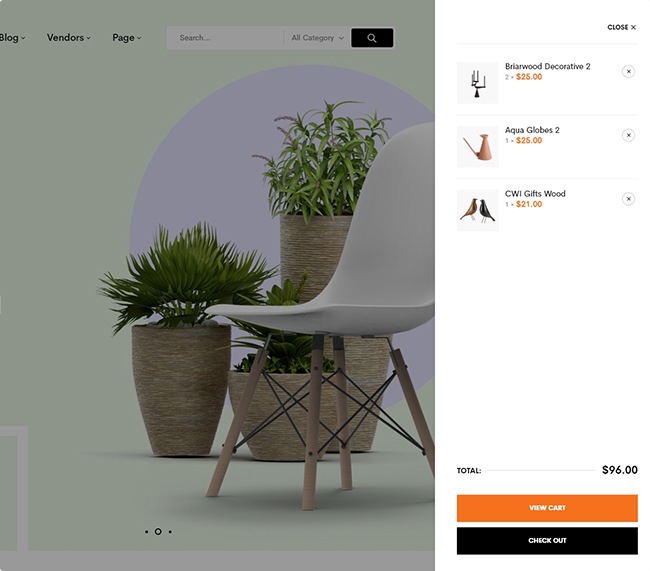 Blog
Vendors
Page
Search...
All Category
CLOSE
Briarwood Decorative 2
2 × $25.00
Aqua Globes 2
1 × $25.00
CWI Gifts Wood
1 × $21.00
TOTAL:
$96.00
VIEW CART
CHECK OUT